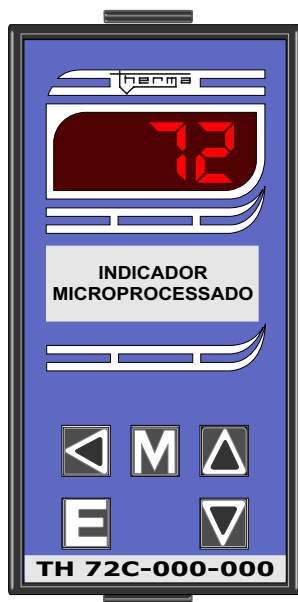 therma
72
INDICADOR
MICROPROCESSADO
M
E
TH 72C-000-000